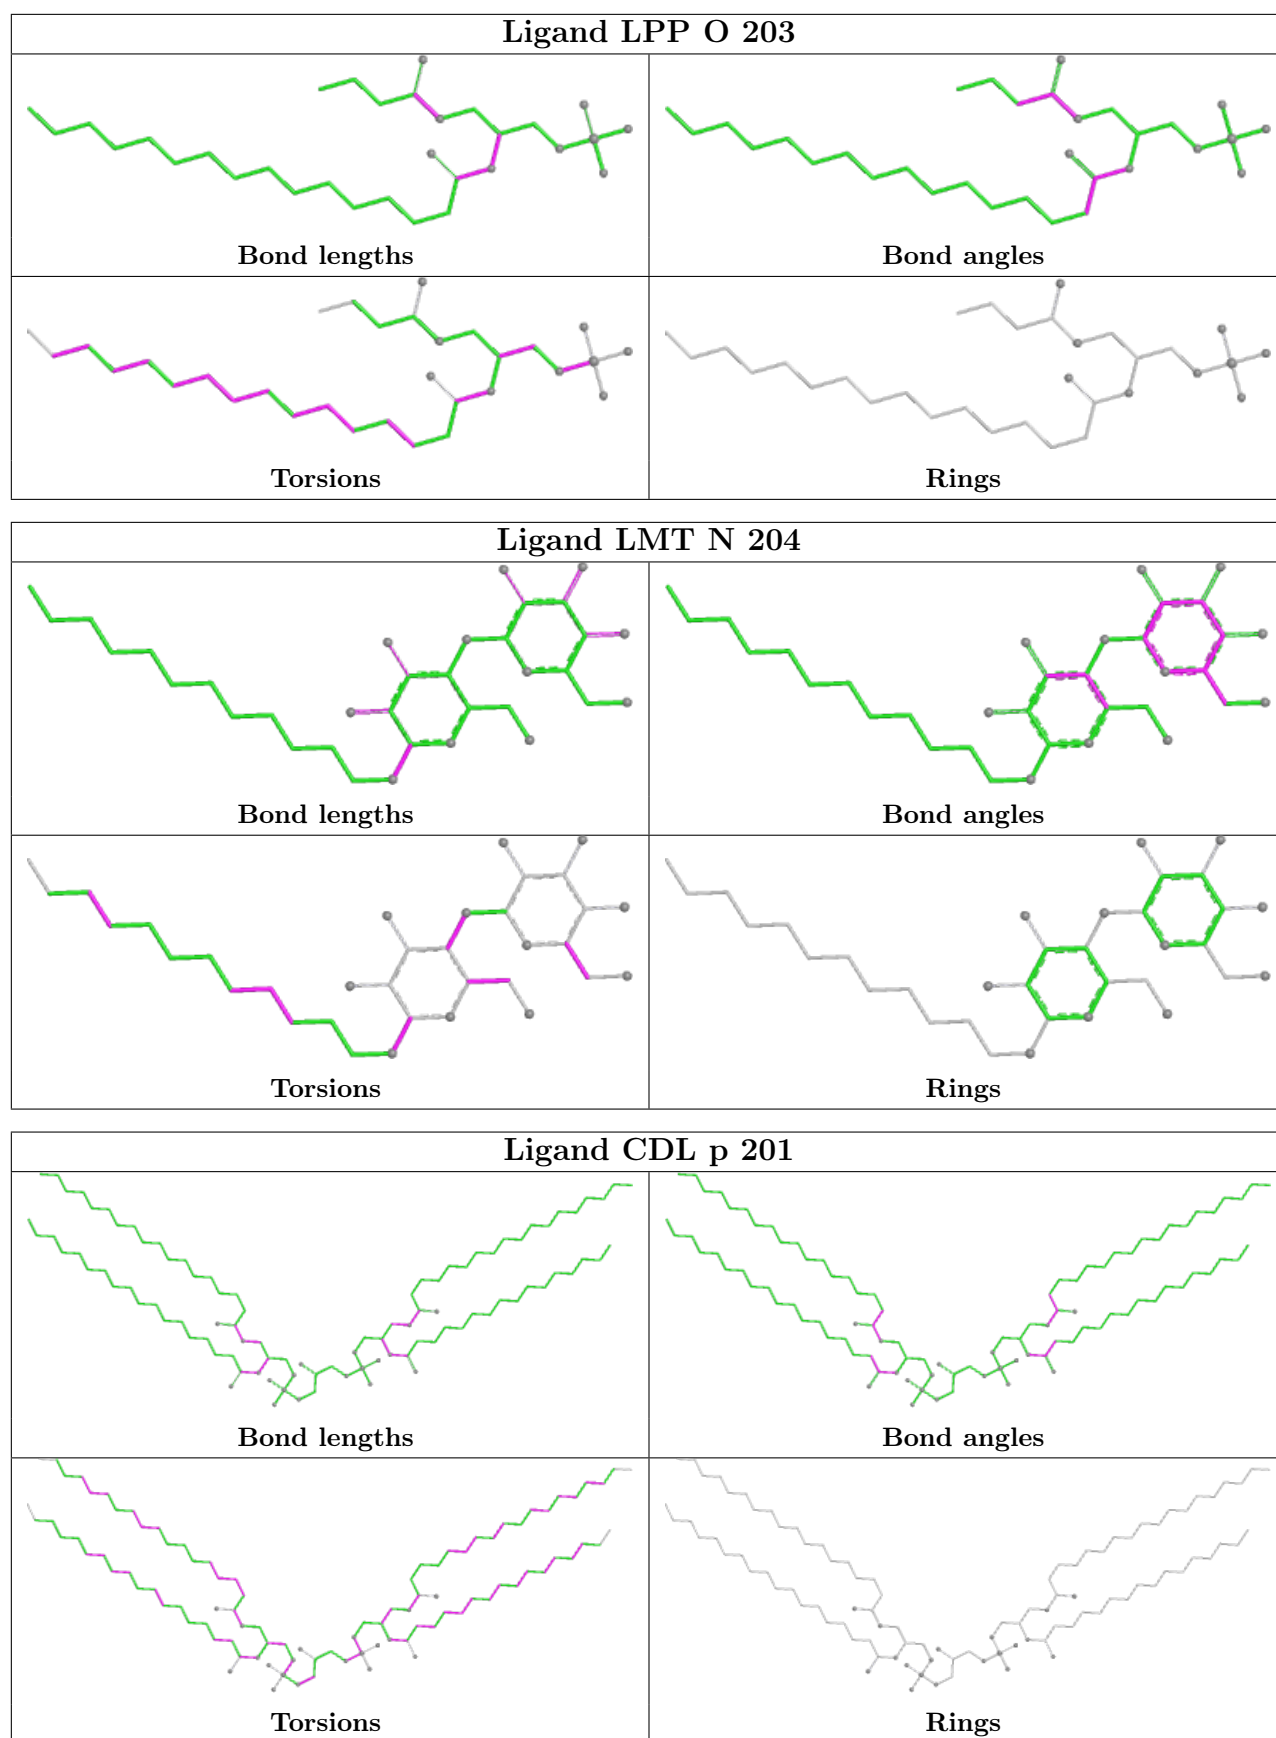 Ligand LPP O 203
Bond lengths
Bond angles
Torsions
Rings
Ligand LMT N 204
Bond lengths
Bond angles
Torsions
Rings
Ligand CDL p 201
Bond lengths
Bond angles
Torsions
Rings